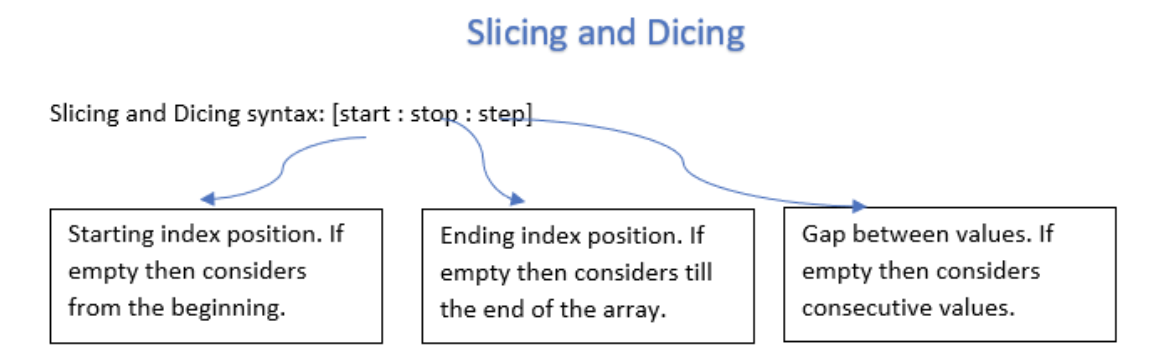 Slicing and Dicing
Slicing and Dicing syntax: [start : stop : step]
Starting index position. If
empty then considers
from the beginning.
Ending index position. If
empty then considers till
the end of the array.
Gap between values. If
empty then considers
consecutive values.